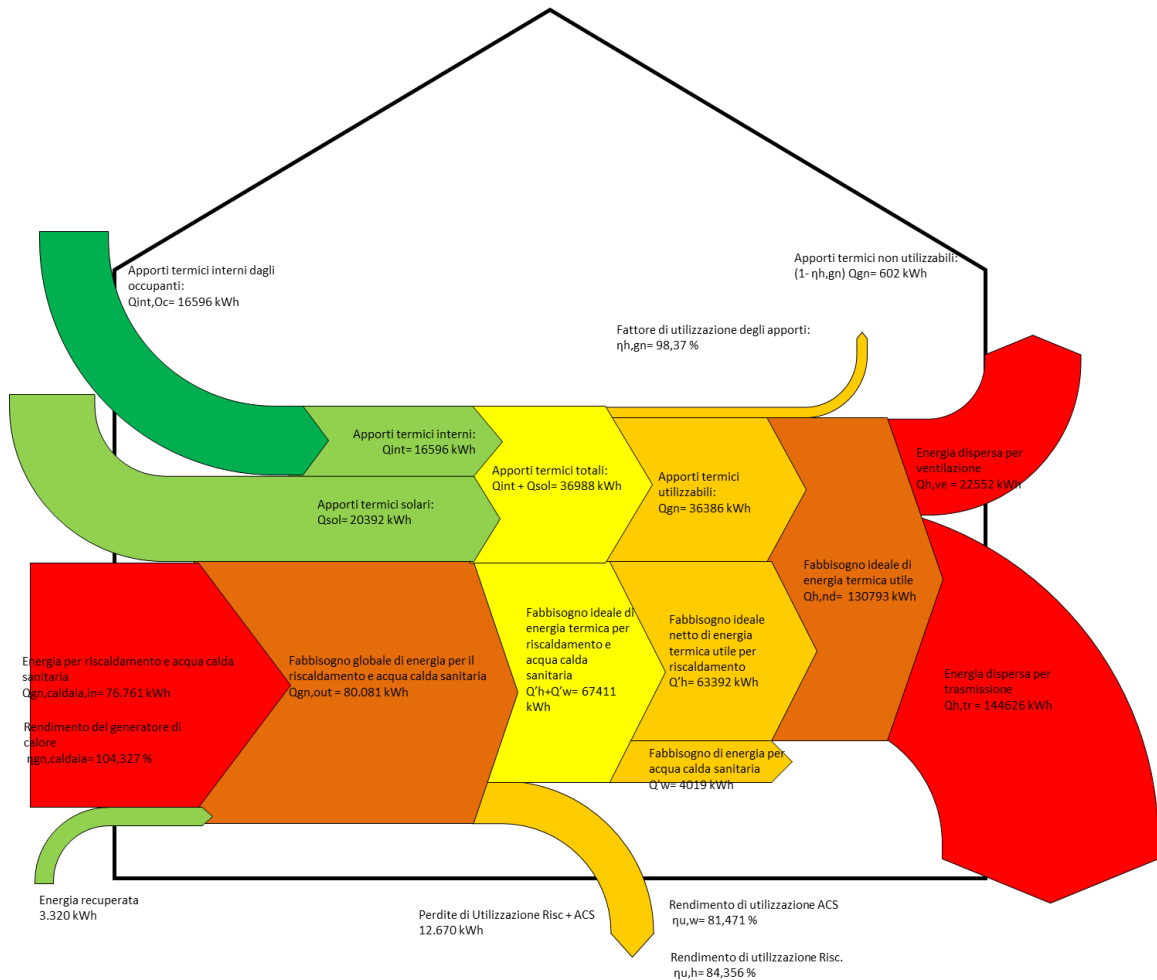 Apporti termici interni dagli
occupanti:
Qint,Oc= 16596 kWh
Apporti termici non utilizzabili:
(1- ηh,gn) Qgn= 602 kWh
Fattore di utilizzazione degli apporti:
ηh,gn= 98,37 %
Apporti termici interni:
Qint= 16596 kWh
Apporti termici solari:
Qsol= 20392 kWh
Apporti termici totali:
Qint + Qsol= 36988 kWh
Apporti termici
utilizzabili:
Qgn= 36386 kWh
Energia dispersa per
ventilazione
Qh,ve = 22552 kWh
Fabbisogno ideale di
energia termica utile
Qh,nd= 130793 kWh
Energia per riscaldamento e acqua calda
sanitaria
Qgn,caldaia,in= 76.761 kWh
Rendimento del generatore di
calore
ηgn,caldaia= 104,327 %
Fabbisogno globale di energia per il
riscaldamento e acqua calda sanitaria
Qgn,out = 80.081 kWh
Fabbisogno ideale di
energia termica per
riscaldamento e
acqua calda
sanitaria
Q'h+Q'w= 67411
kWh
Fabbisogno ideale
netto di energia
termica utile per
riscaldamento
Q'h= 63392 kWh
Fabbisogno di energia per
acqua calda sanitaria
Q'w= 4019 kWh
Energia dispersa per
trasmissione
Qh,tr = 144626 kWh
Energia recuperata
3.320 kWh
Perdite di Utilizzazione Risc + ACS
12.670 kWh
Rendimento di utilizzazione ACS
ηu,w= 81,471 %
Rendimento di utilizzazione Risc.
ηu,h= 84,356 %